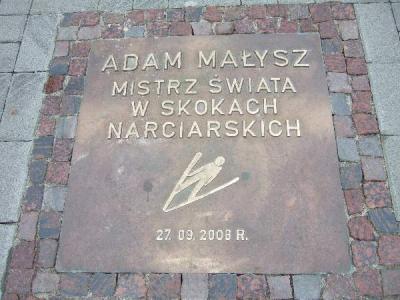 ADAM MAŁYSZ
MISTRZ ŚWIATA
W SKOKACH
NARCIARSKICH
27. 09. 2008 R.